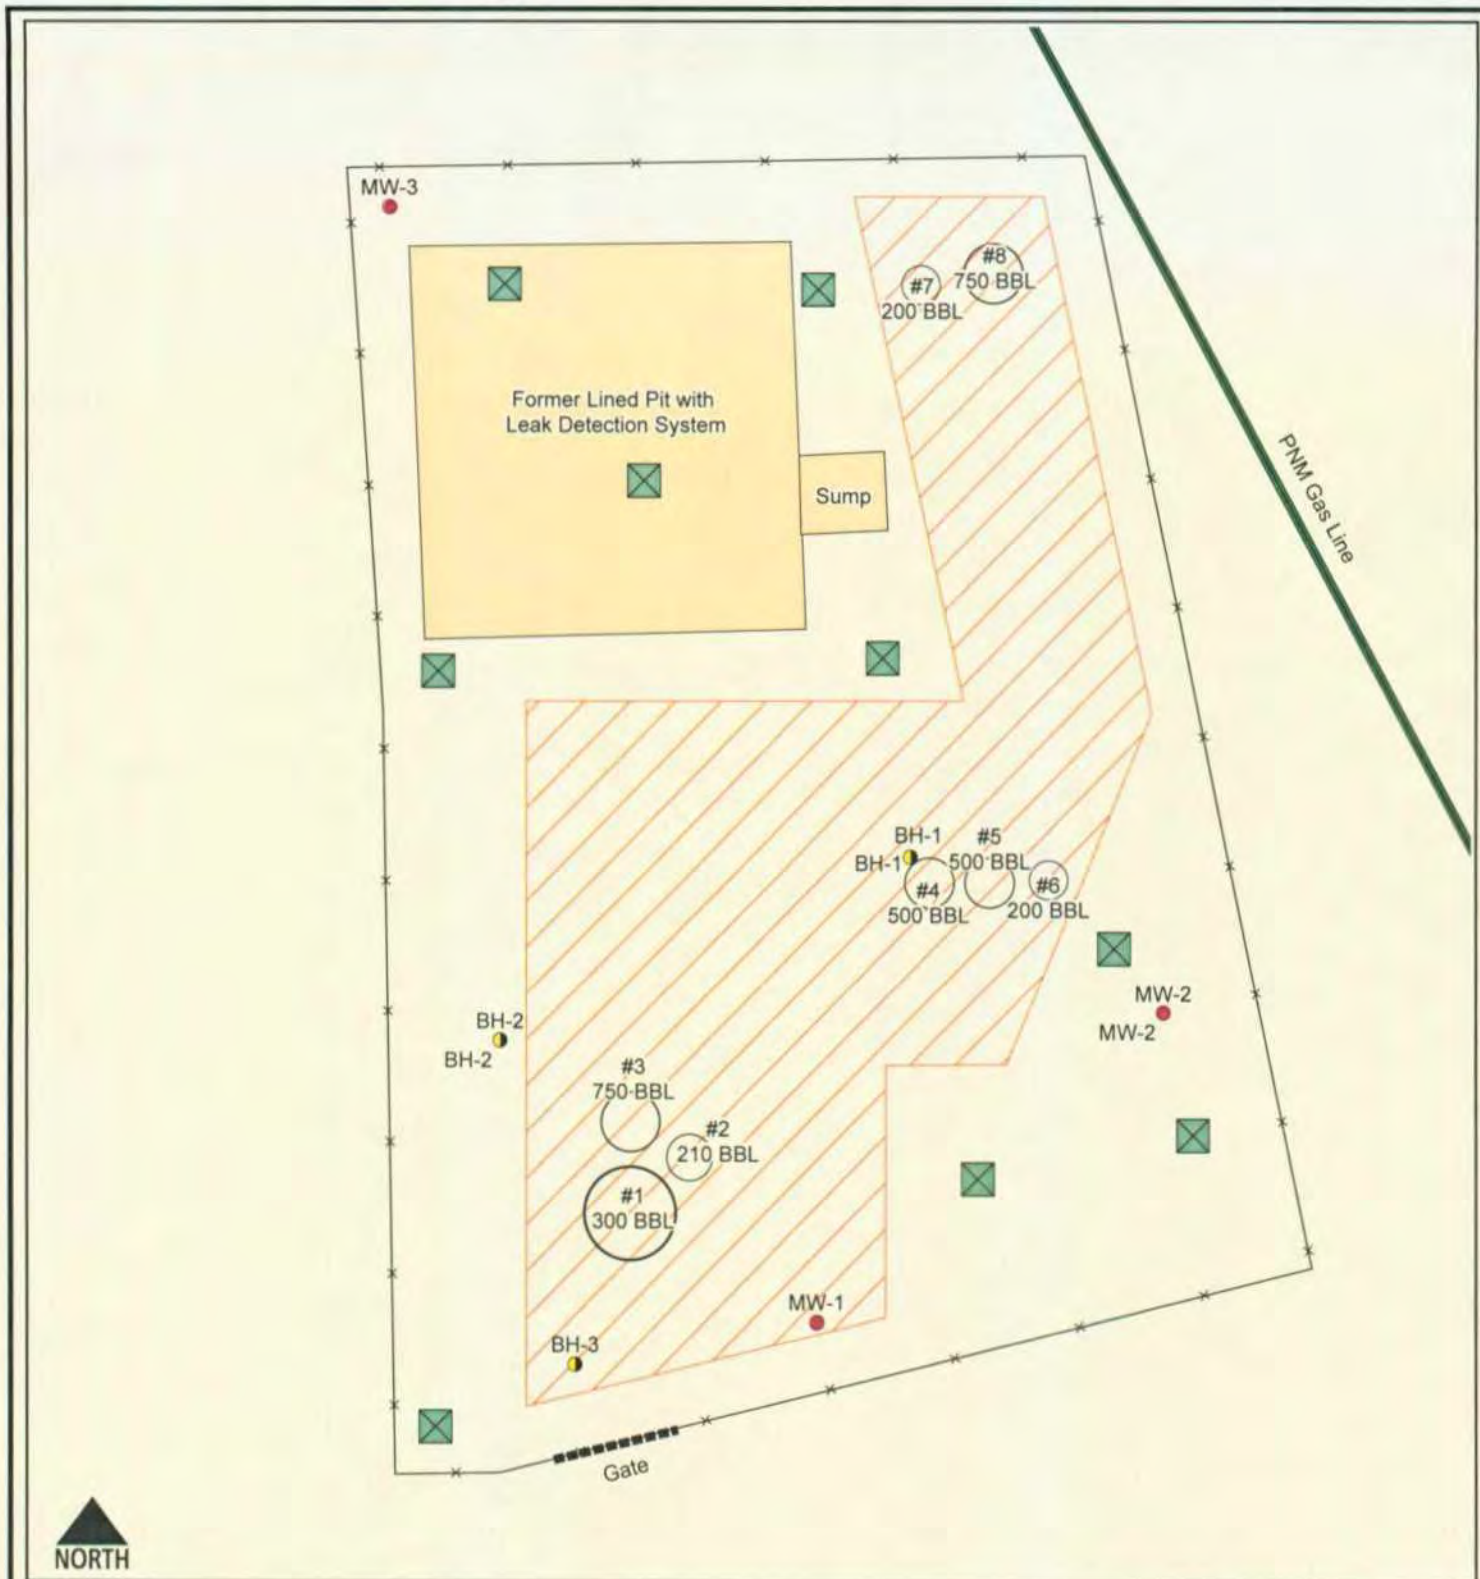 MW-3
#8
750 BBL
#7
200 BBL
Former Lined Pit with
Leak Detection System
Sump
PNM Gas Line
BH-1
BH-1
#5
500 BBL
#4
500 BBL
#6
200 BBL
MW-2
MW-2
BH-2
BH-2
#3
750 BBL
#2
210 BBL
#1
300 BBL
MW-1
BH-3
Gate
NORTH